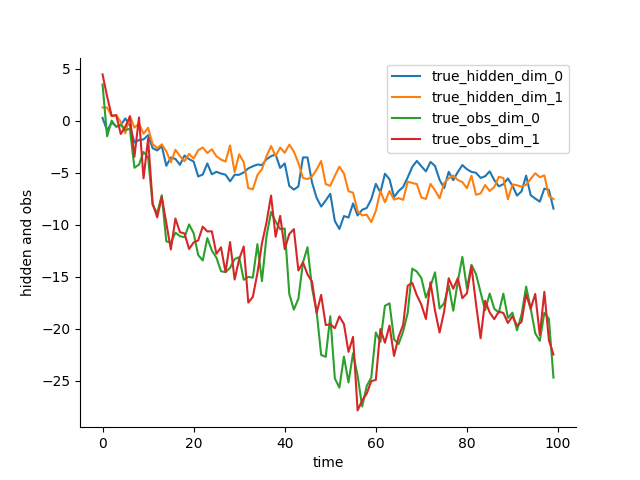 5
0
−5
−10
−15
−20
−25
hidden and obs
0
20
40
60
80
100
time
true_hidden_dim_0
true_hidden_dim_1
true_obs_dim_0
true_obs_dim_1